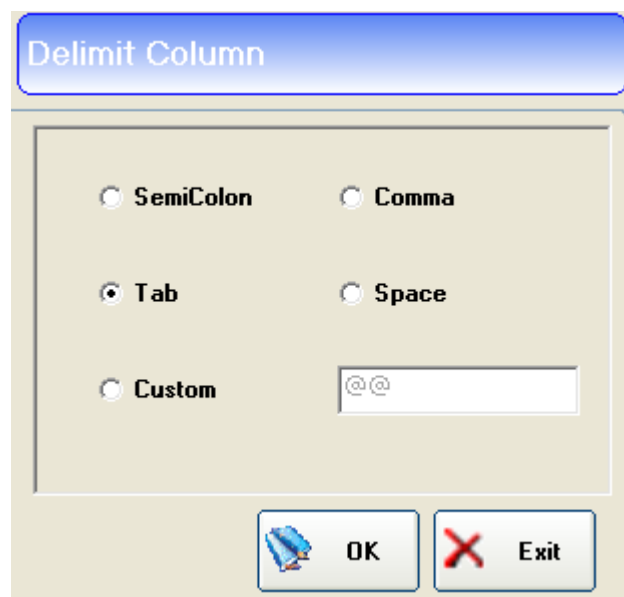 Delimit Column
SemiColon Comma
Tab Space
Custom @@
OK Exit